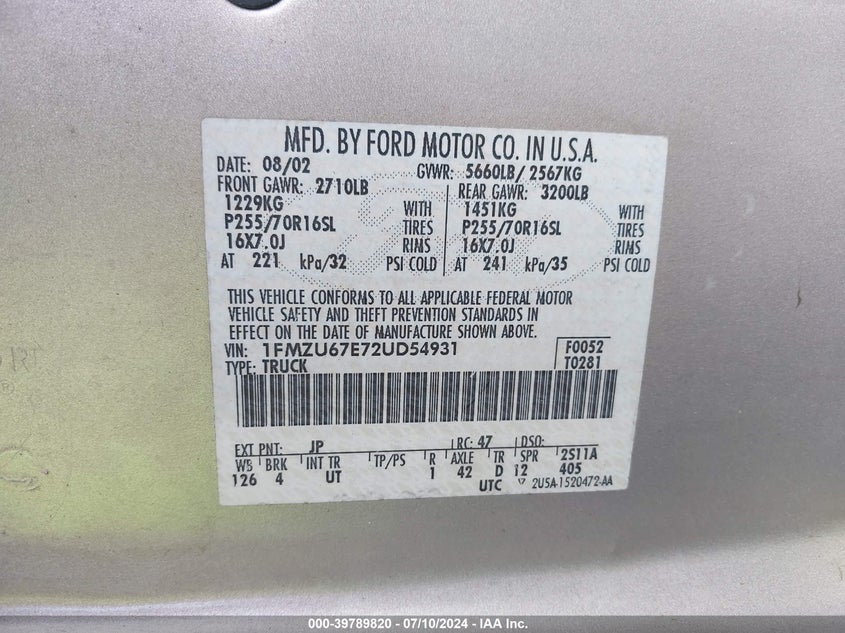 MFD. BY FORD MOTOR CO. IN U.S.A.
DATE: 08/02 GVWR: 5660LB/ 2567KG
FRONT GAWR: 2710LB REAR GAWR: 3200LB
1229KG WITH 1451KG WITH
P255/70R16SL TIRES P255/70R16SL TIRES
16X7.0J RIMS 16X7.0J RIMS
AT 221 kPa/32 PSI COLD AT 241 kPa/35 PSI COLD
THIS VEHICLE CONFORMS TO ALL APPLICABLE FEDERAL MOTOR
VEHICLE SAFETY AND THEFT PREVENTION STANDARDS IN
EFFECT ON THE DATE OF MANUFACTURE SHOWN ABOVE.
VIN: 1FMZU67E72UD54931 F0052
TYPE: TRUCK T0281
EXT PNT: JP RC: 47 DSO:
WB BRK INT TR TP/PS R AXLE TR SPR 2S11A
126 4 UT 1 42 D 12 405
UTC ▽ 2U5A-1520472-AA
000-39789820 / 07/10/2024 - IAA Inc.